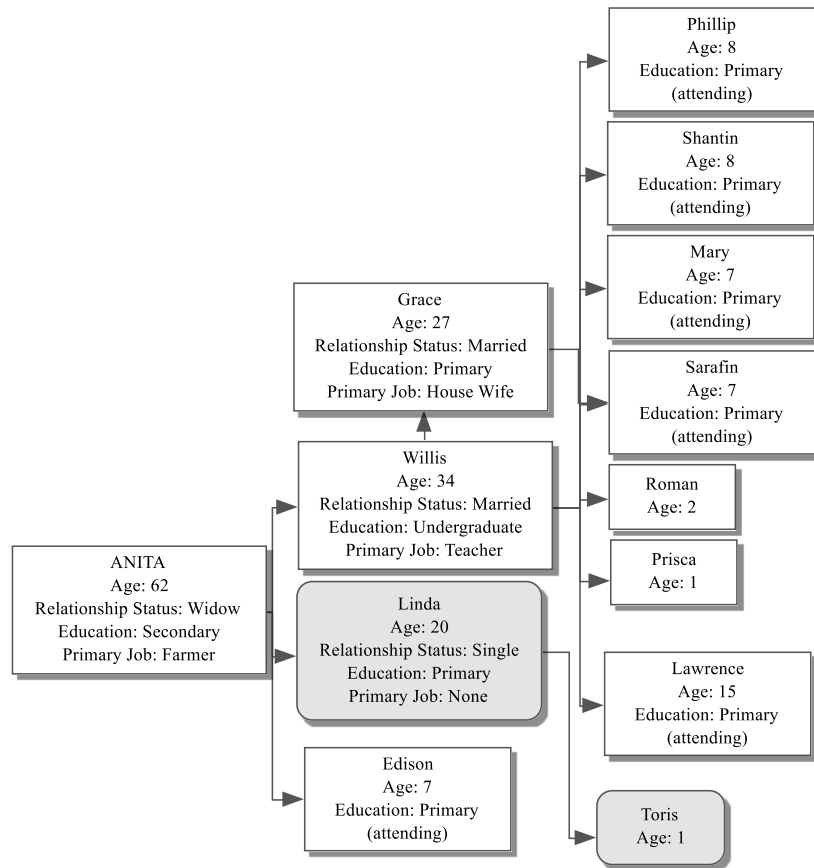 Phillip
Age: 8
Education: Primary
(attending)
Shantin
Age: 8
Education: Primary
(attending)
Mary
Age: 7
Education: Primary
(attending)
Grace
Age: 27
Relationship Status: Married
Education: Primary
Primary Job: House Wife
Sarafin
Age: 7
Education: Primary
(attending)
Willis
Age: 34
Relationship Status: Married
Education: Undergraduate
Primary Job: Teacher
Roman
Age: 2
Prisca
Age: 1
ANITA
Age: 62
Relationship Status: Widow
Education: Secondary
Primary Job: Farmer
Linda
Age: 20
Relationship Status: Single
Education: Primary
Primary Job: None
Lawrence
Age: 15
Education: Primary
(attending)
Edison
Age: 7
Education: Primary
(attending)
Toris
Age: 1